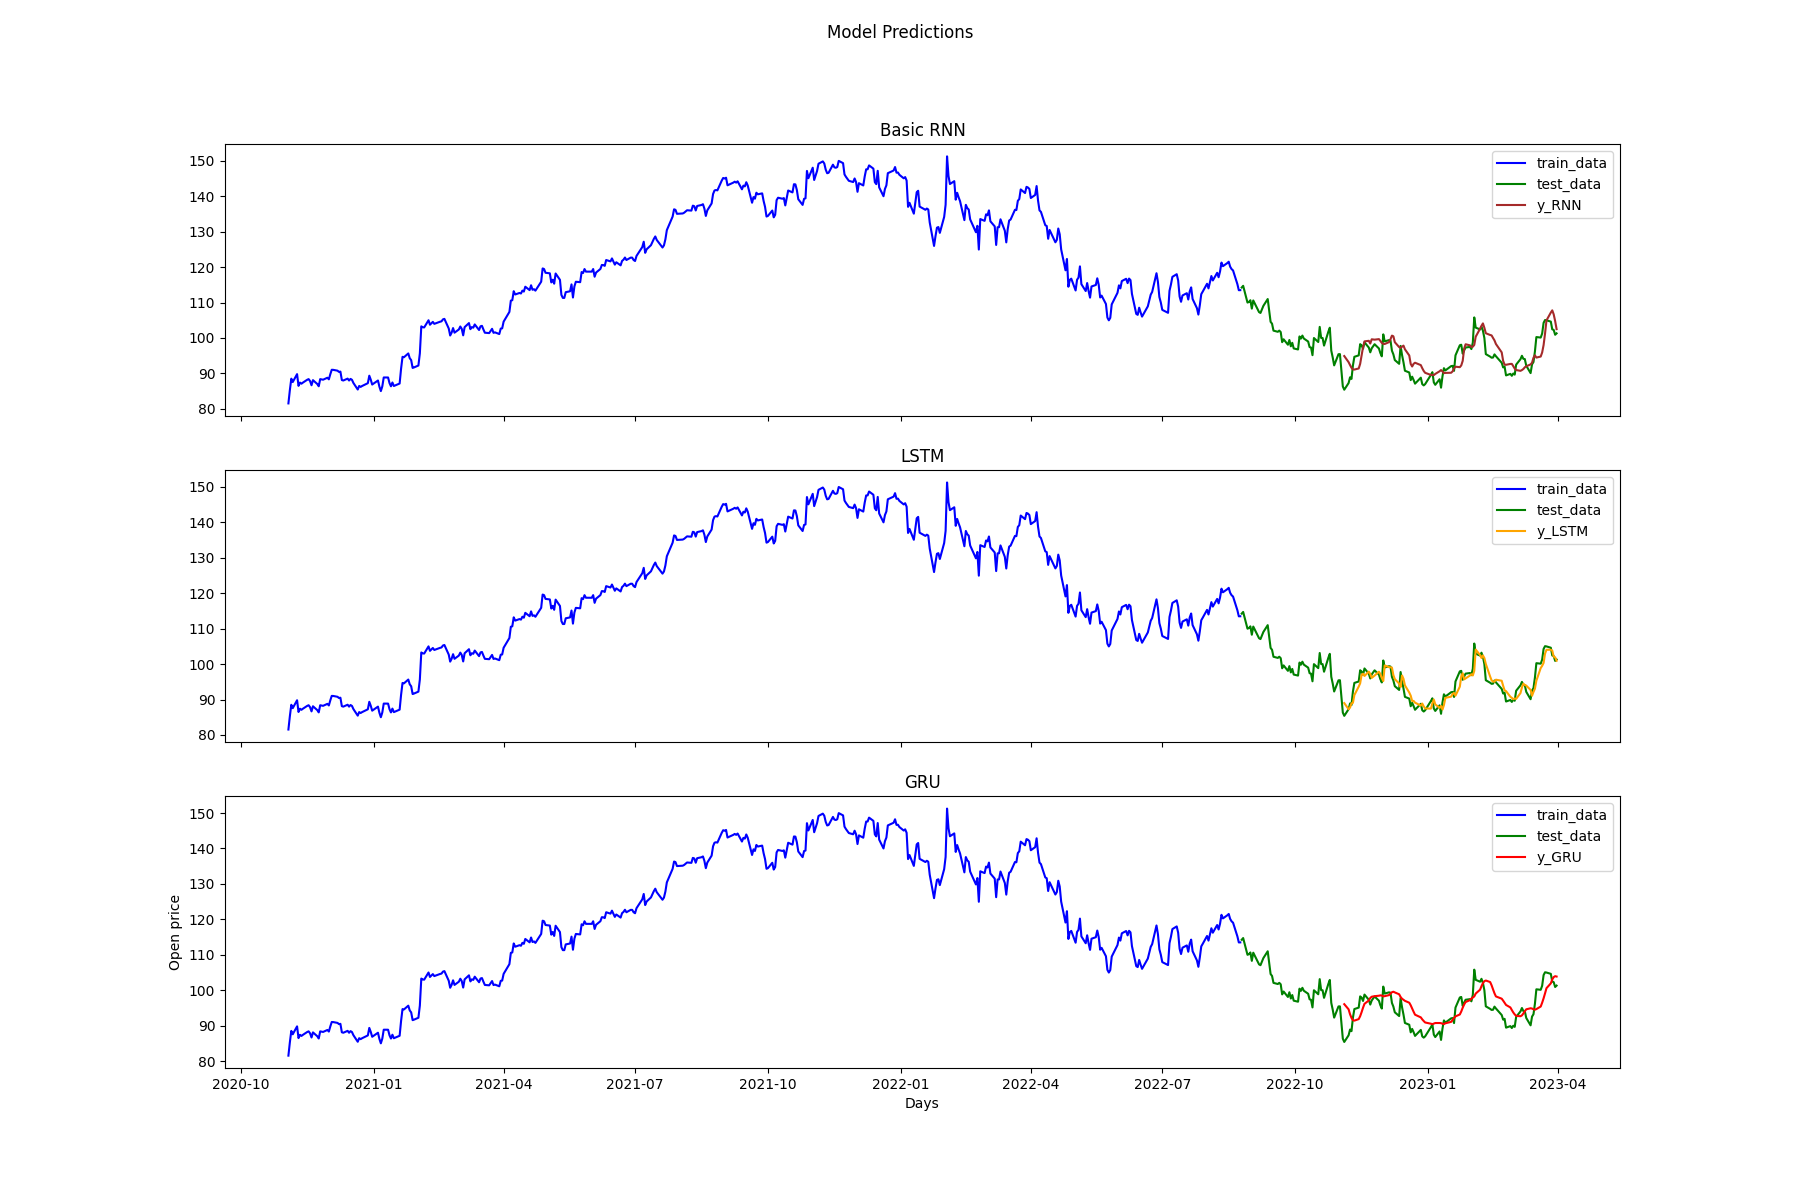 Model Predictions
Basic RNN
150
140
130
120
110
100
90
80
train_data
test_data
y_RNN
LSTM
150
140
130
120
110
100
90
80
train_data
test_data
y_LSTM
GRU
150
140
130
120
110
100
90
80
Open price
train_data
test_data
y_GRU
2020-10 2021-01 2021-04 2021-07 2021-10 2022-01 2022-04 2022-07 2022-10 2023-01 2023-04
Days